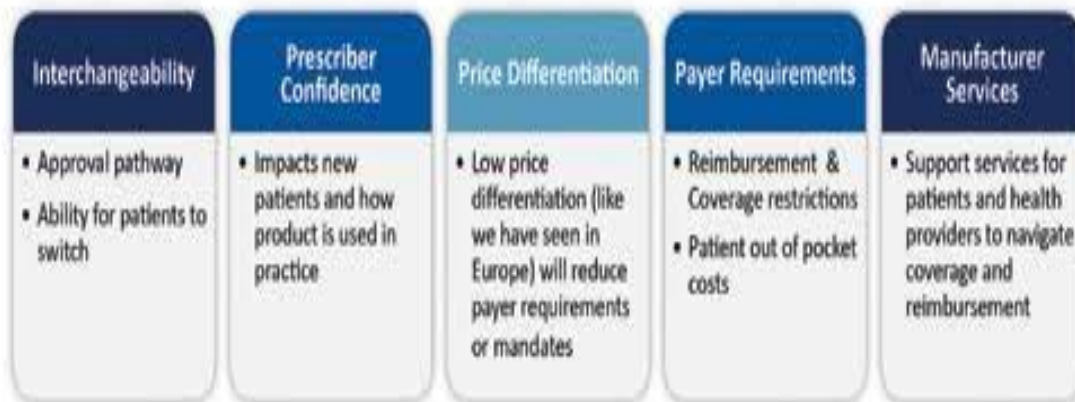 Interchangeability
• Approval pathway
• Ability for patients to
switch
Prescriber
Confidence
• Impacts new
patients and how
product is used in
practice
Price Differentiation
• Low price
differentiation (like
we have seen in
Europe) will reduce
payer requirements
or mandates
Payer Requirements
• Reimbursement &
Coverage restrictions
• Patient out of pocket
costs
Manufacturer
Services
• Support services for
patients and health
providers to navigate
coverage and
reimbursement